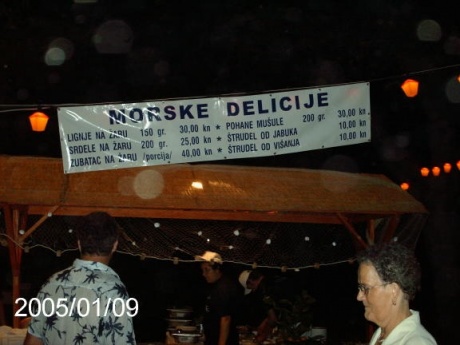 MORSKE DELICIJE
LIGNJE NA ŽARU 150 gr. 30,00 kn * POHANE MUŠULE 200 gr. 30,00 kn
SRDELE NA ŽARU 200 gr. 25,00 kn * ŠTRUDEL OD JABUKA 10,00 kn
ZUBATAC NA ŽARU /porcija/ 40,00 kn * ŠTRUDEL OD VIŠANJA 10,00 kn
2005/01/09